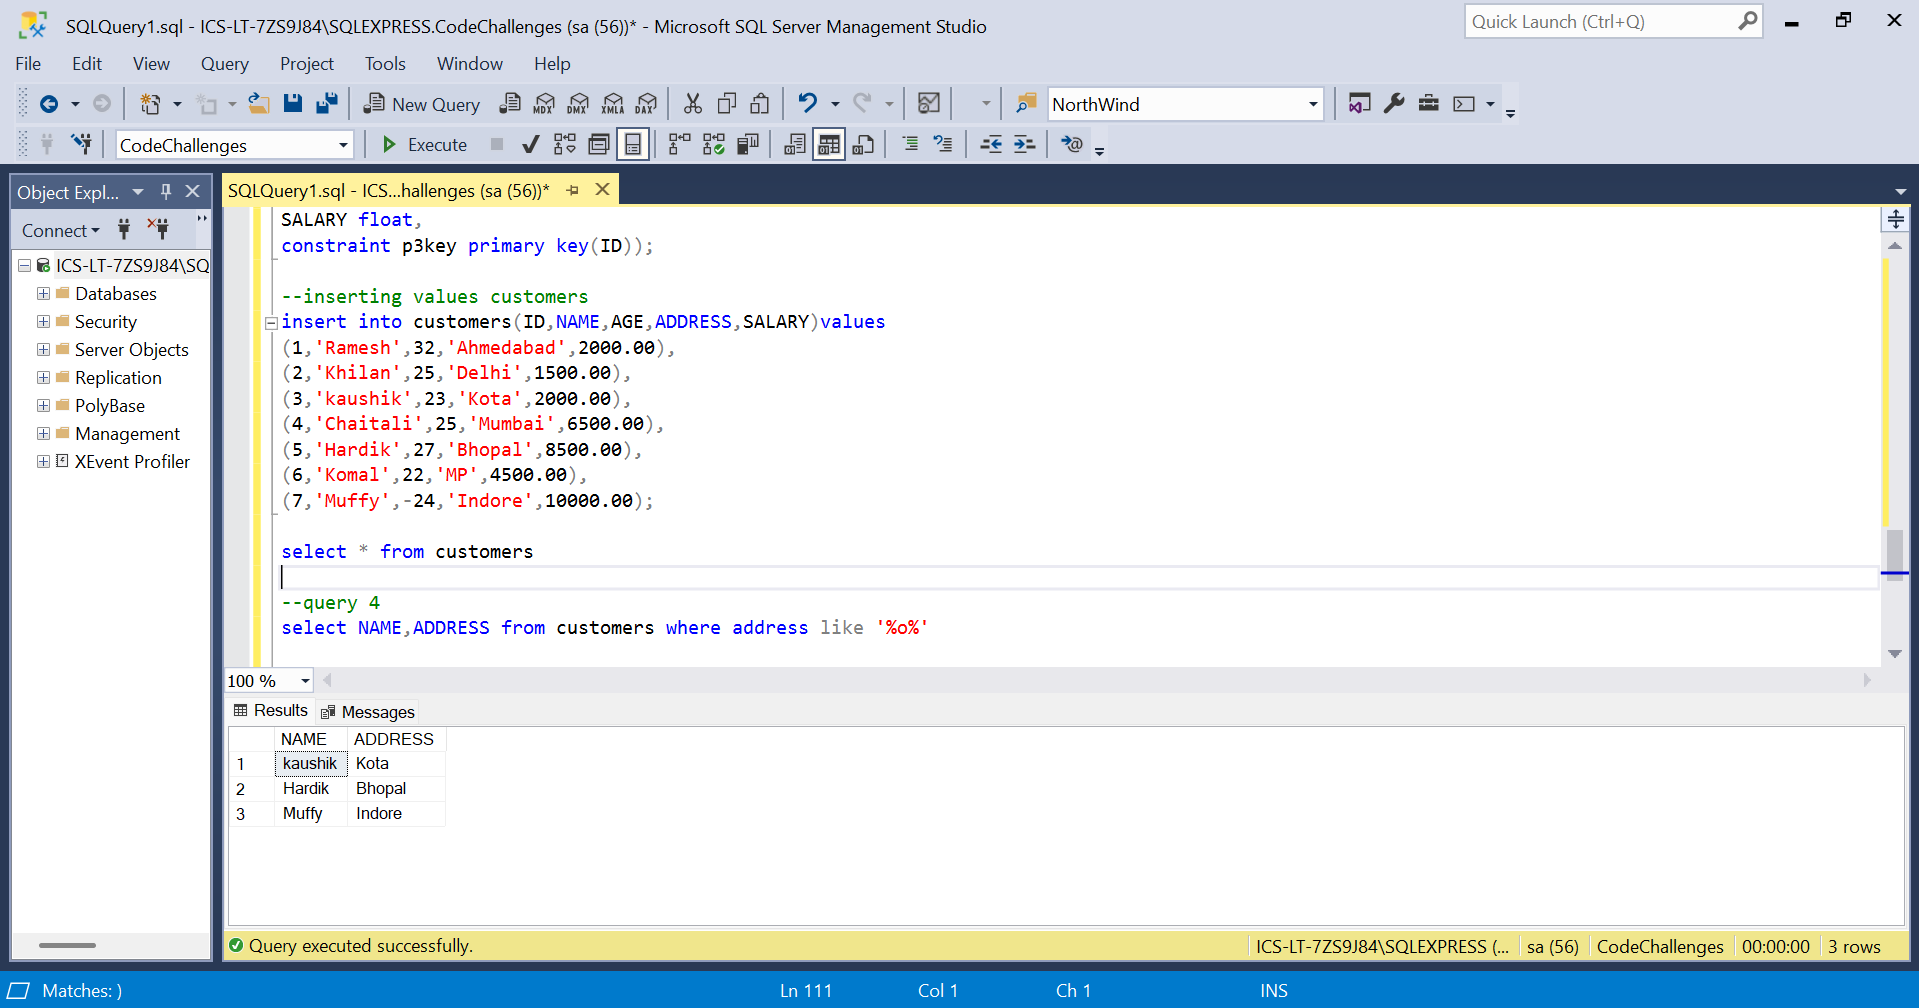 SQLQuery1.sql - ICS-LT-7ZS9J84\SQLEXPRESS.CodeChallenges (sa (56))* - Microsoft SQL Server Management Studio
Quick Launch (Ctrl+Q)
File Edit View Query Project Tools Window Help
New Query MDX DMX XMLA DAX NorthWind
CodeChallenges Execute
Object Expl...
SQLQuery1.sql - ICS...hallenges (sa (56))*
Connect
ICS-LT-7ZS9J84\SQ
Databases
Security
Server Objects
Replication
PolyBase
Management
XEvent Profiler
SALARY float,
constraint p3key primary key(ID));
--inserting values customers
insert into customers(ID,NAME,AGE,ADDRESS,SALARY)values
(1,'Ramesh',32,'Ahmedabad',2000.00),
(2,'Khilan',25,'Delhi',1500.00),
(3,'kaushik',23,'Kota',2000.00),
(4,'Chaitali',25,'Mumbai',6500.00),
(5,'Hardik',27,'Bhopal',8500.00),
(6,'Komal',22,'MP',4500.00),
(7,'Muffy',-24,'Indore',10000.00);
select * from customers
--query 4
select NAME,ADDRESS from customers where address like '%o%'
100 %
Results Messages
NAME ADDRESS
1 kaushik Kota
2 Hardik Bhopal
3 Muffy Indore
Query executed successfully.
ICS-LT-7ZS9J84\SQLEXPRESS (... sa (56) CodeChallenges 00:00:00 3 rows
Matches: ) Ln 111 Col 1 Ch 1 INS